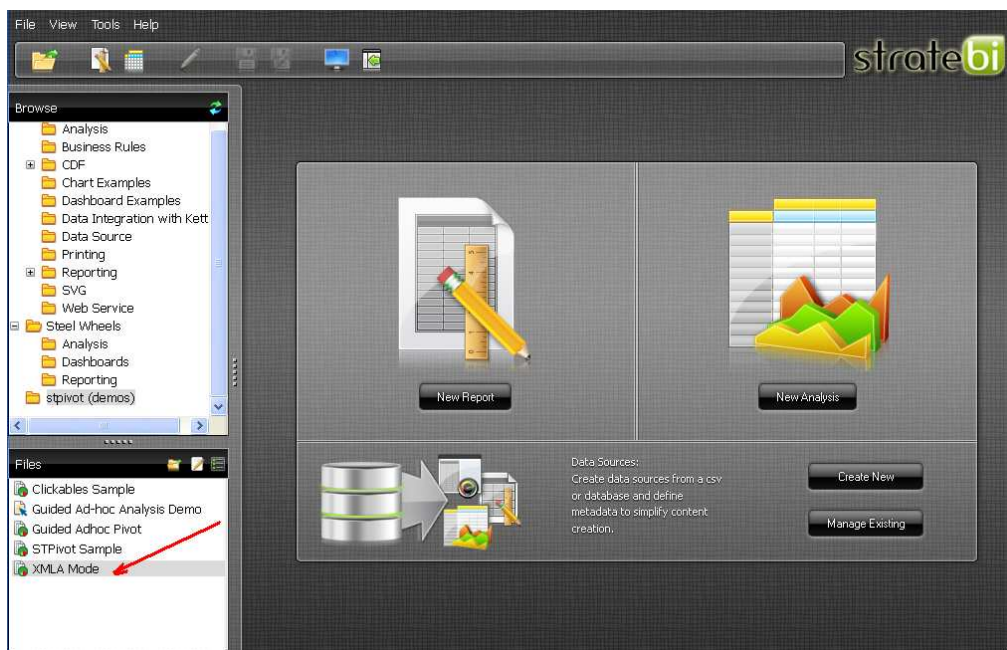 File View Tools Help
stratebi
Browse
Analysis
Business Rules
CDF
Chart Examples
Dashboard Examples
Data Integration with Kett
Data Source
Printing
Reporting
SVG
Web Service
Steel Wheels
Analysis
Dashboards
Reporting
stpivot (demos)
Files
Clickables Sample
Guided Ad-hoc Analysis Demo
Guided Adhoc Pivot
STPivot Sample
XMLA Mode
New Report
New Analysis
Data Sources:
Create data sources from a csv
or database and define
metadata to simplify content
creation.
Create New
Manage Existing